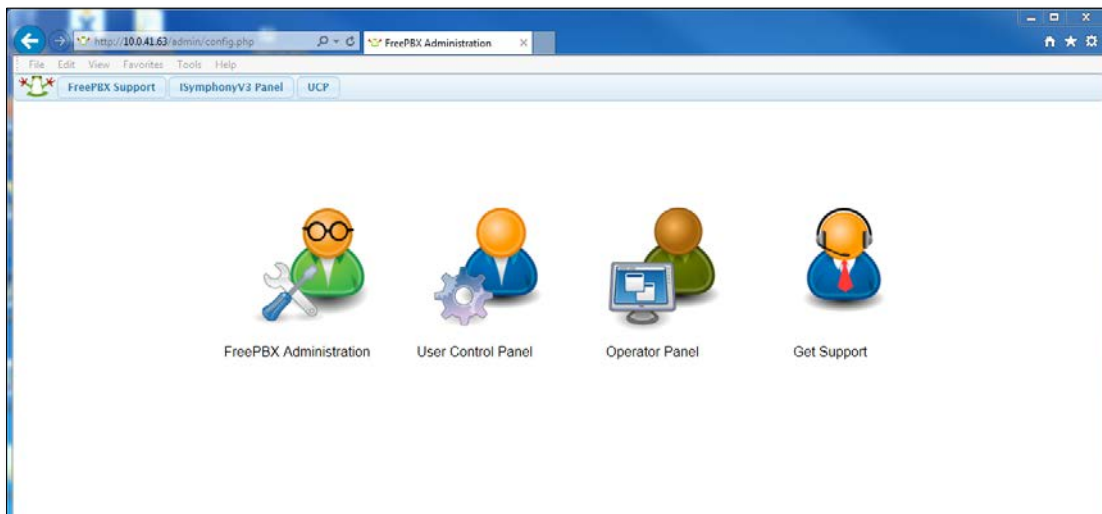 http://10.0.41.63/admin/config.php
FreePBX Administration
File Edit View Favorites Tools Help
FreePBX Support ISymphonyV3 Panel UCP
FreePBX Administration User Control Panel Operator Panel Get Support